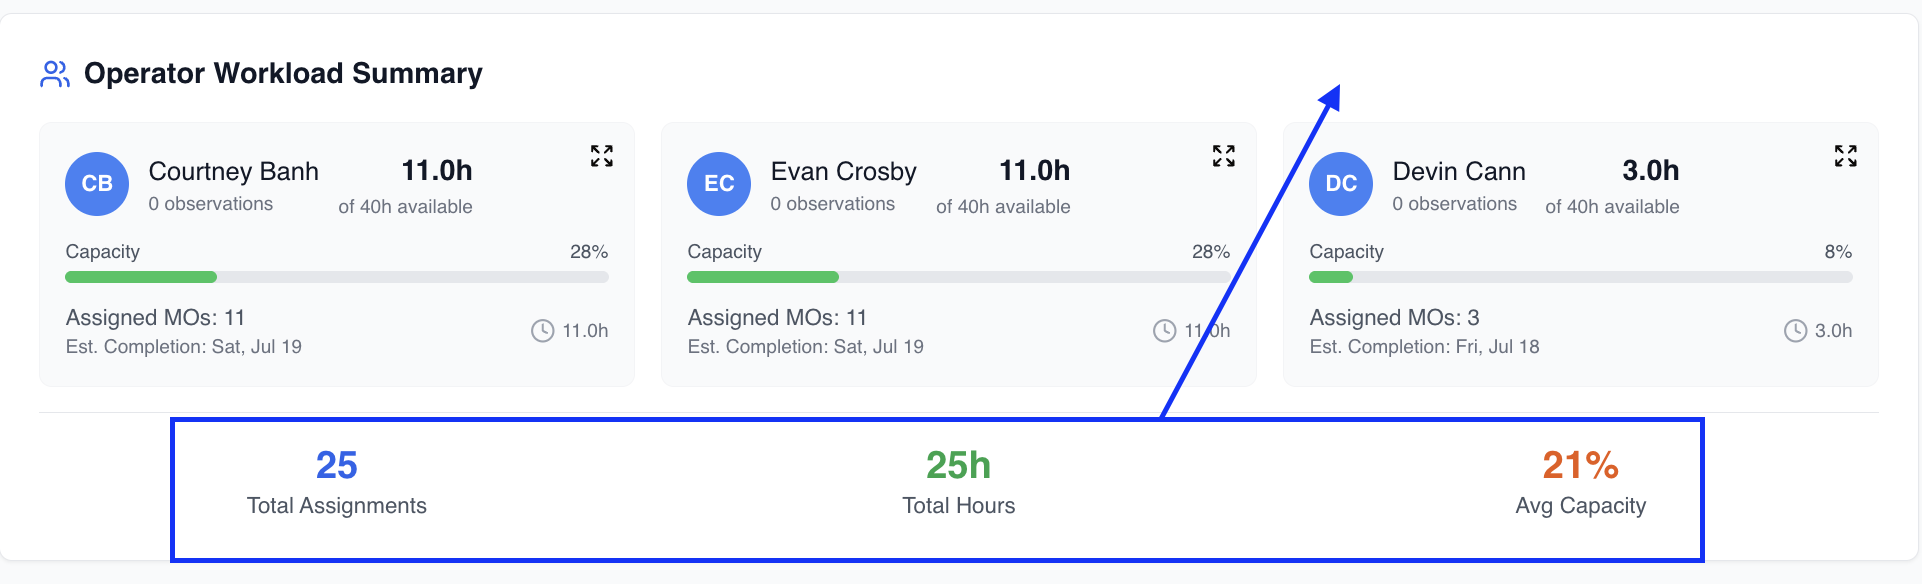 Operator Workload Summary
CB
Courtney Banh
0 observations
11.0h
of 40h available
Capacity
28%
Assigned MOs: 11
Est. Completion: Sat, Jul 19
11.0h
EC
Evan Crosby
0 observations
11.0h
of 40h available
Capacity
28%
Assigned MOs: 11
Est. Completion: Sat, Jul 19
11.0h
DC
Devin Cann
0 observations
3.0h
of 40h available
Capacity
8%
Assigned MOs: 3
Est. Completion: Fri, Jul 18
3.0h
25
Total Assignments
25h
Total Hours
21%
Avg Capacity